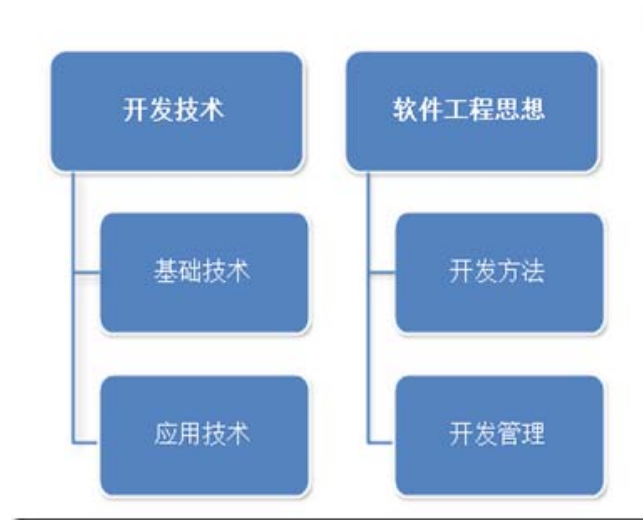 开发技术
基础技术
应用技术
软件工程思想
开发方法
开发管理